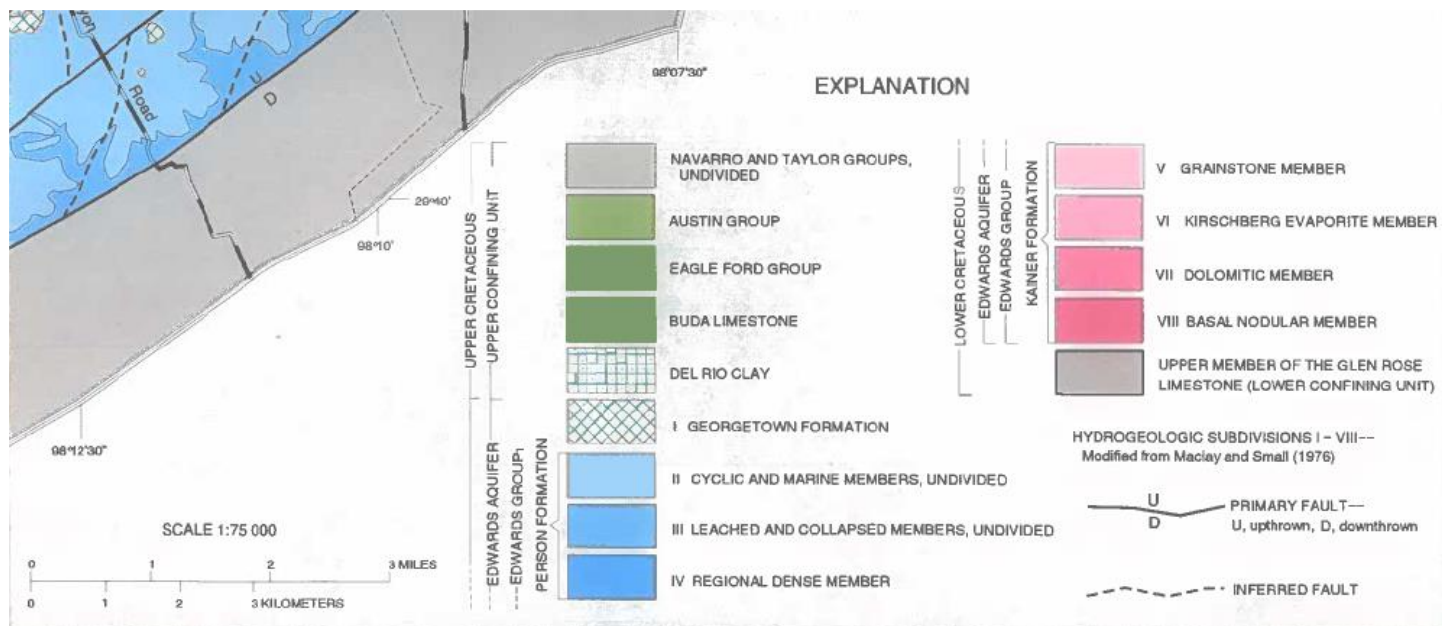 Road
U
D
98°07'30"
29°40'
98°10'
98°12'30"
SCALE 1:75 000
0 1 2 3 MILES
0 1 2 3 KILOMETERS
EXPLANATION
UPPER CRETACEOUS
UPPER CONFINING UNIT
NAVARRO AND TAYLOR GROUPS,
UNDIVIDED
AUSTIN GROUP
EAGLE FORD GROUP
BUDA LIMESTONE
DEL RIO CLAY
EDWARDS AQUIFER
EDWARDS GROUP
PERSON FORMATION
I GEORGETOWN FORMATION
II CYCLIC AND MARINE MEMBERS, UNDIVIDED
III LEACHED AND COLLAPSED MEMBERS, UNDIVIDED
IV REGIONAL DENSE MEMBER
LOWER CRETACEOUS
EDWARDS AQUIFER
EDWARDS GROUP
KAINER FORMATION
V GRAINSTONE MEMBER
VI KIRSCHBERG EVAPORITE MEMBER
VII DOLOMITIC MEMBER
VIII BASAL NODULAR MEMBER
UPPER MEMBER OF THE GLEN ROSE
LIMESTONE (LOWER CONFINING UNIT)
HYDROGEOLOGIC SUBDIVISIONS I - VIII--
Modified from Maclay and Small (1976)
U
D
PRIMARY FAULT--
U, upthrown, D, downthrown
INFERRED FAULT